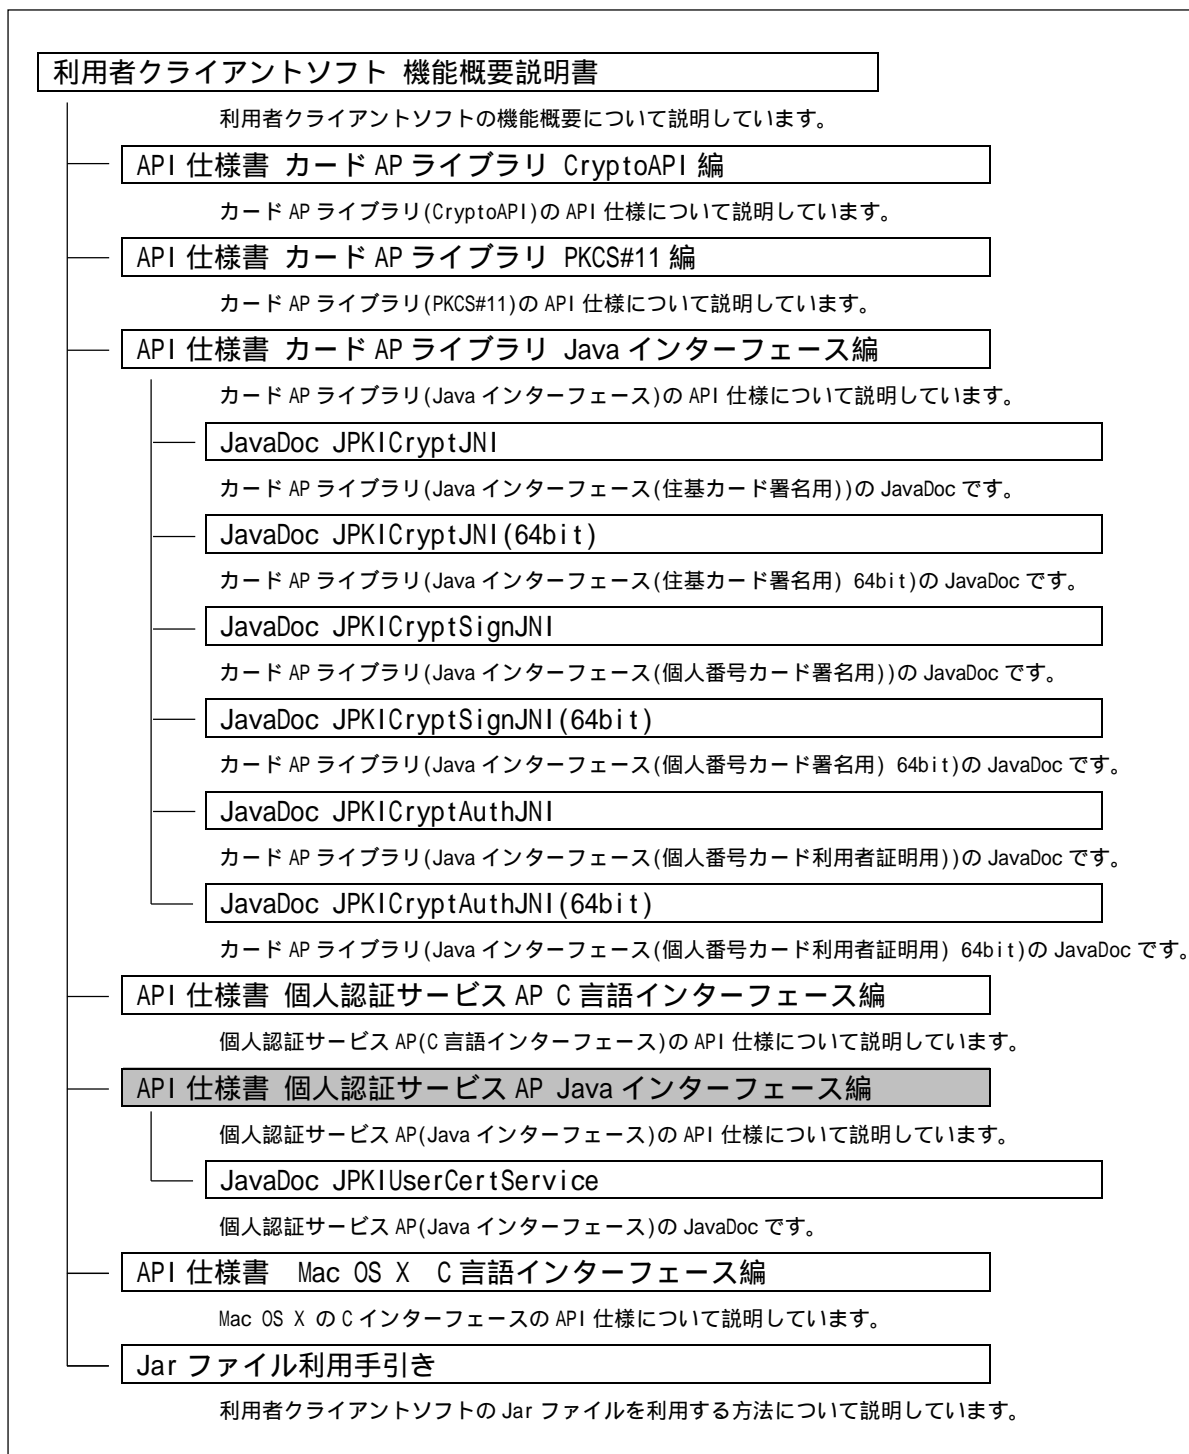 利用者クライアントソフト 機能概要説明書
利用者クライアントソフトの機能概要について説明しています。
API 仕様書 カード AP ライブラリ CryptoAPI 編
カード AP ライブラリ(CryptoAPI)の API 仕様について説明しています。
API 仕様書 カード AP ライブラリ PKCS#11 編
カード AP ライブラリ(PKCS#11)の API 仕様について説明しています。
API 仕様書 カード AP ライブラリ Java インターフェース編
カード AP ライブラリ(Java インターフェース)の API 仕様について説明しています。
JavaDoc JPKICryptJNI
カード AP ライブラリ(Java インターフェース(住基カード署名用))の JavaDoc です。
JavaDoc JPKICryptJNI(64bit)
カード AP ライブラリ(Java インターフェース(住基カード署名用) 64bit)の JavaDoc です。
JavaDoc JPKICryptSignJNI
カード AP ライブラリ(Java インターフェース(個人番号カード署名用))の JavaDoc です。
JavaDoc JPKICryptSignJNI(64bit)
カード AP ライブラリ(Java インターフェース(個人番号カード署名用) 64bit)の JavaDoc です。
JavaDoc JPKICryptAuthJNI
カード AP ライブラリ(Java インターフェース(個人番号カード利用者証明用))の JavaDoc です。
JavaDoc JPKICryptAuthJNI(64bit)
カード AP ライブラリ(Java インターフェース(個人番号カード利用者証明用) 64bit)の JavaDoc です。
API 仕様書 個人認証サービス AP C 言語インターフェース編
個人認証サービス AP(C 言語インターフェース)の API 仕様について説明しています。
API 仕様書 個人認証サービス AP Java インターフェース編
個人認証サービス AP(Java インターフェース)の API 仕様について説明しています。
JavaDoc JPKIUserCertService
個人認証サービス AP(Java インターフェース)の JavaDoc です。
API 仕様書 Mac OS X C 言語インターフェース編
Mac OS X の C インターフェースの API 仕様について説明しています。
Jar ファイル利用手引き
利用者クライアントソフトの Jar ファイルを利用する方法について説明しています。